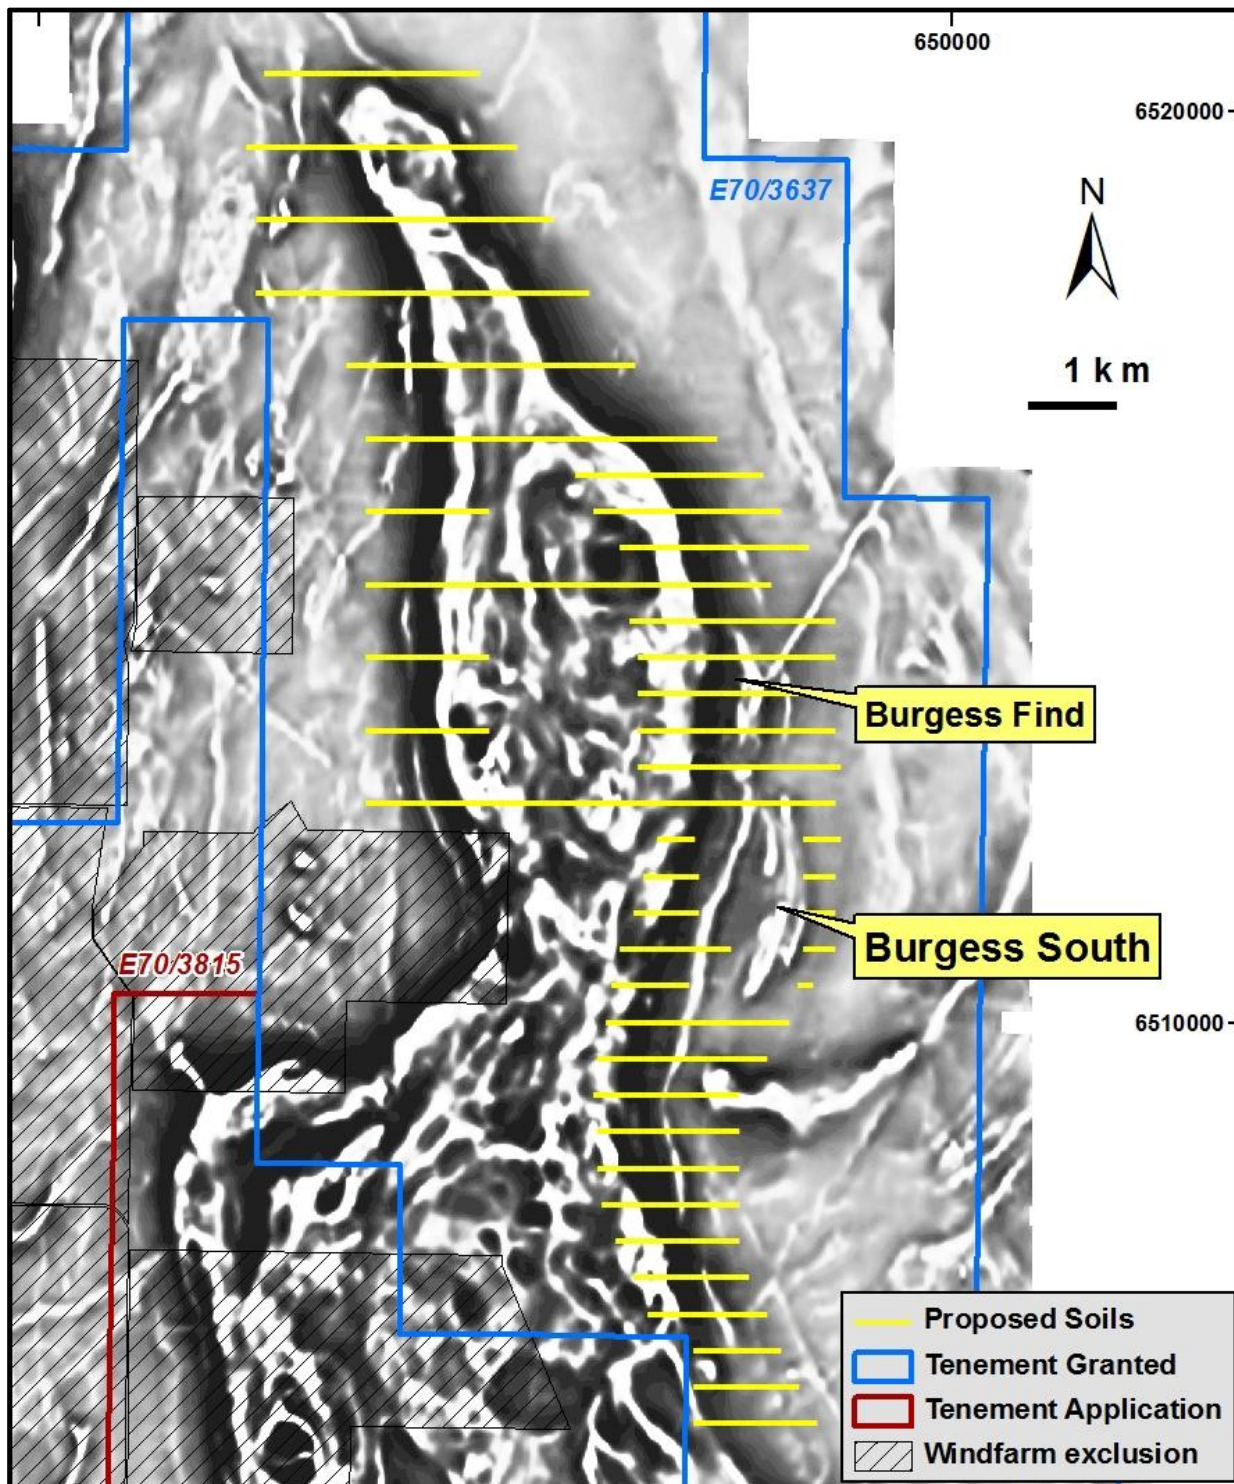 650000
6520000
E70/3637
N
1 km
Burgess Find
Burgess South
E70/3815
6510000
Proposed Soils
Tenement Granted
Tenement Application
Windfarm exclusion